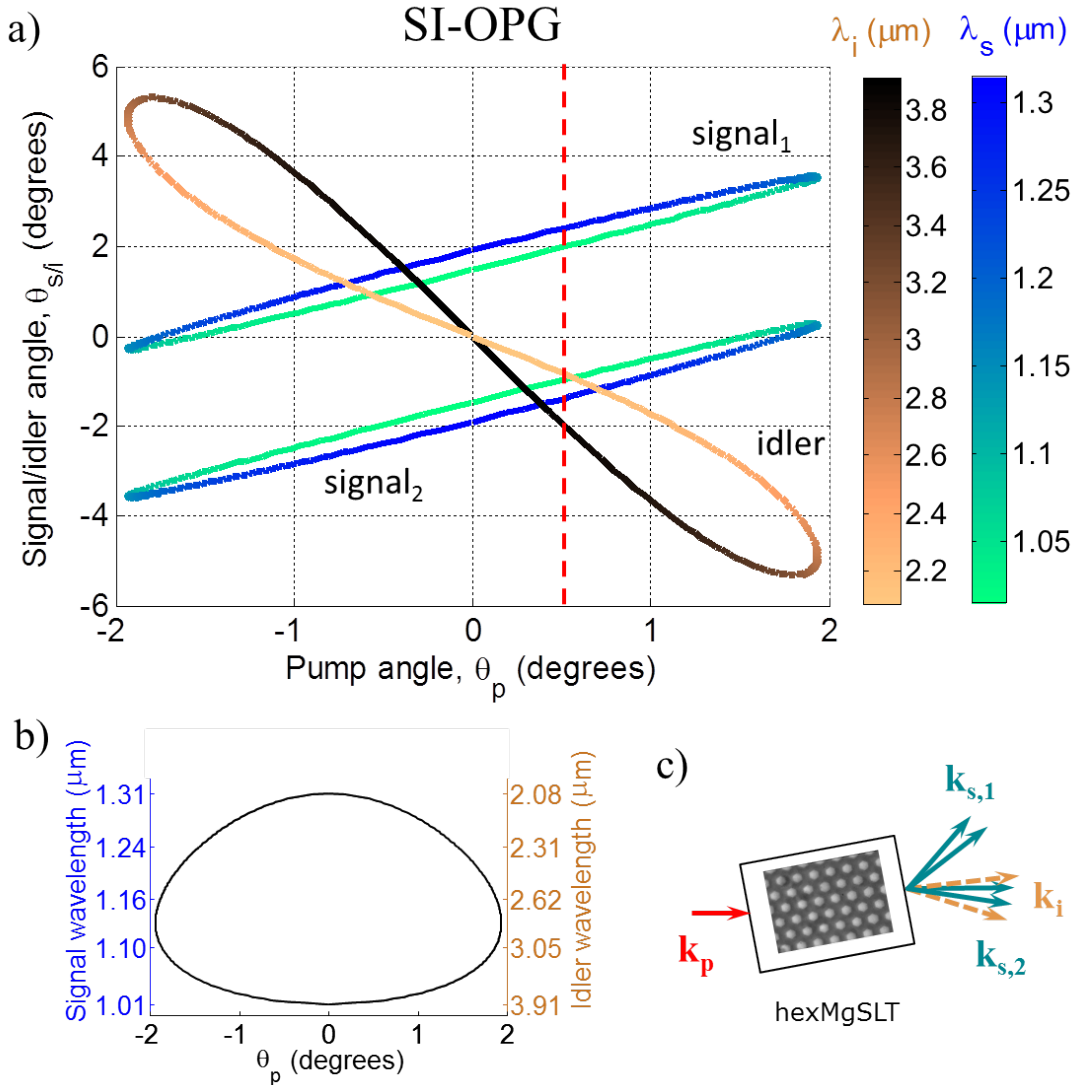 a)
SI-OPG
λi (μm)
λs (μm)
Signal/idler angle, θs/i (degrees)
6
4
2
0
-2
-4
-6
signal1
signal2
idler
-2
-1
0
1
2
Pump angle, θp (degrees)
3.8
3.6
3.4
3.2
3
2.8
2.6
2.4
2.2
1.3
1.25
1.2
1.15
1.1
1.05
b)
Signal wavelength (μm)
1.31
1.24
1.16
1.10
1.01
2.08
2.31
2.62
3.05
3.91
Idler wavelength (μm)
-2
-1
0
1
2
θp (degrees)
c)
ks,1
ki
ks,2
kp
hexMgSLT